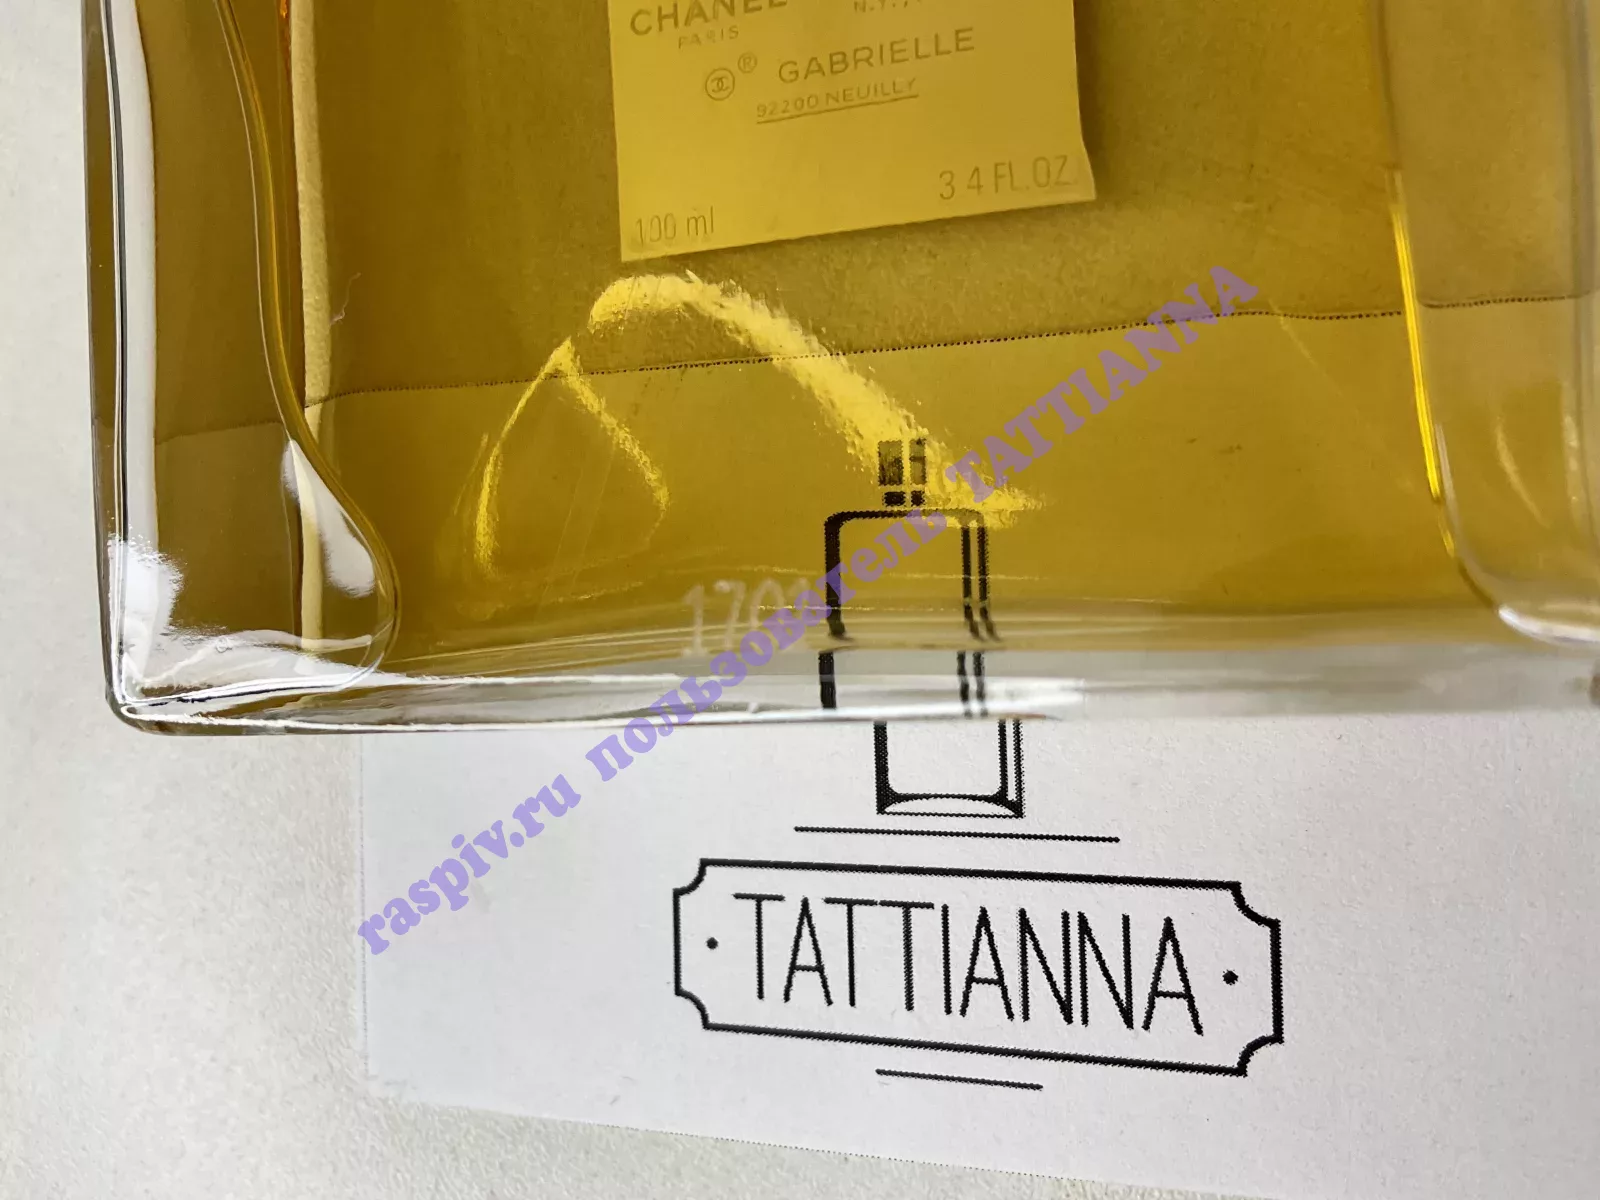 CHANEL
PARIS
N.Y.
® GABRIELLE
92200 NEUILLY
100 ml
3 4 FL.OZ
raspiv.ru пользователь TATTIANNA
· TATTIANNA ·